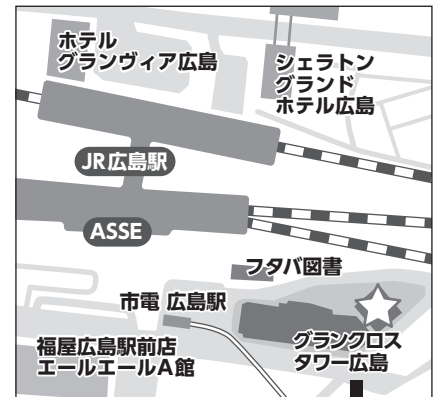 ホテル
グランヴィア広島
シェラトン
グランド
ホテル広島
JR広島駅
ASSE
フタバ図書
市電 広島駅
福屋広島駅前店
エールエールA館
グランクロス
タワー広島